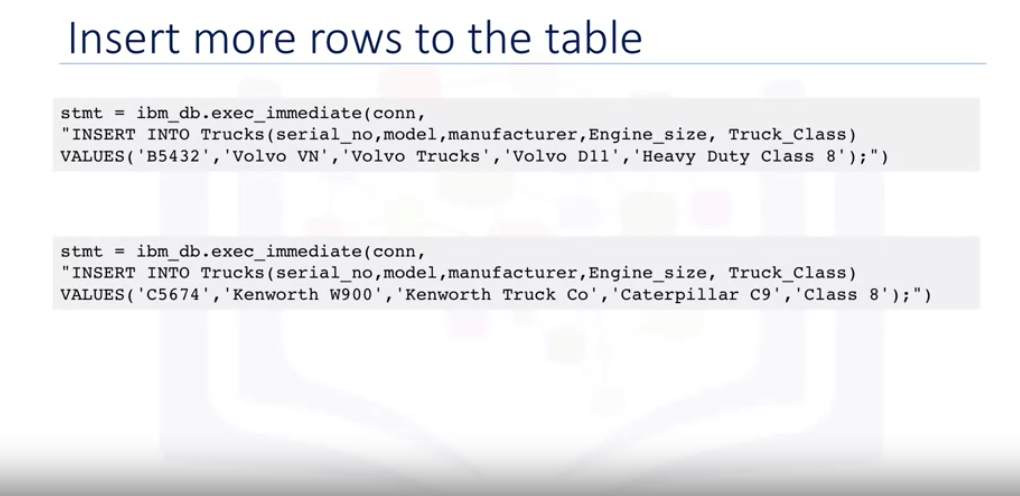 Insert more rows to the table
stmt = ibm_db.exec_immediate(conn,
"INSERT INTO Trucks(serial_no,model,manufacturer,Engine_size, Truck_Class)
VALUES('B5432','Volvo VN','Volvo Trucks','Volvo D11','Heavy Duty Class 8');")
stmt = ibm_db.exec_immediate(conn,
"INSERT INTO Trucks(serial_no,model,manufacturer,Engine_size, Truck_Class)
VALUES('C5674','Kenworth W900','Kenworth Truck Co','Caterpillar C9','Class 8');")